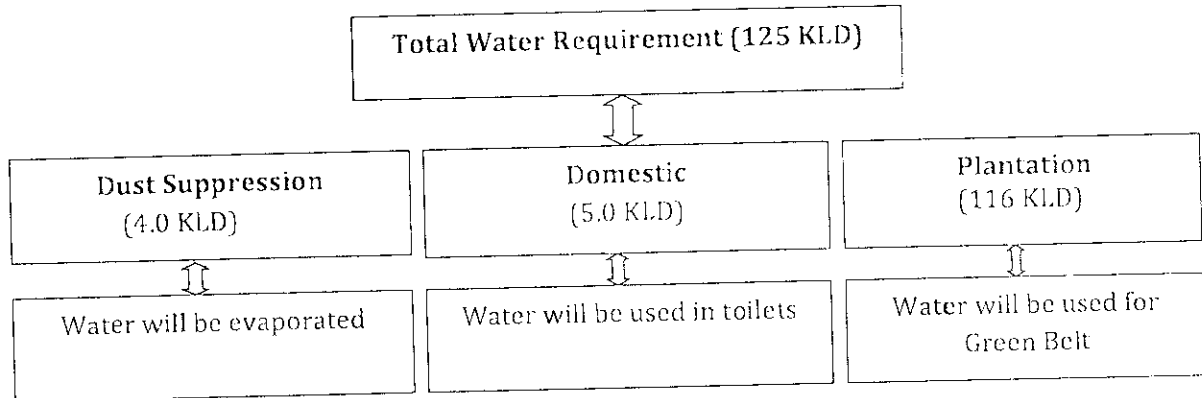 Total Water Requirement (125 KLD)
Dust Suppression
(4.0 KLD)
Domestic
(5.0 KLD)
Plantation
(116 KLD)
Water will be evaporated
Water will be used in toilets
Water will be used for
Green Belt